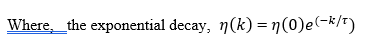 Where, the exponential decay, η(k) = η(0)e^(−k/τ)